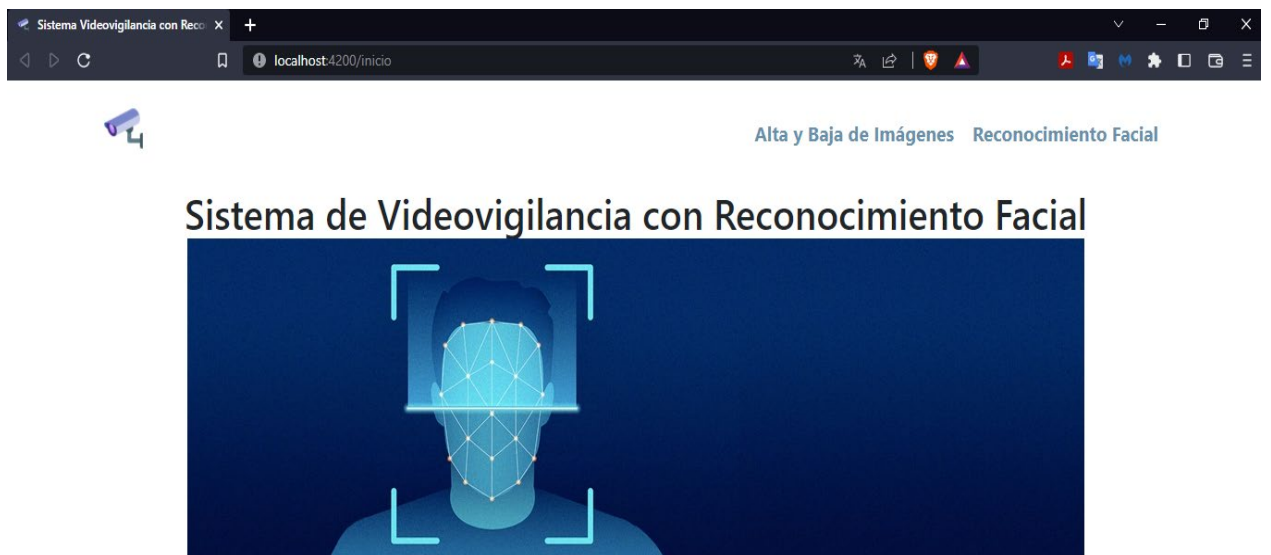 Sistema Videovigilancia con Reco
localhost:4200/inicio
Alta y Baja de Imágenes Reconocimiento Facial
Sistema de Videovigilancia con Reconocimiento Facial